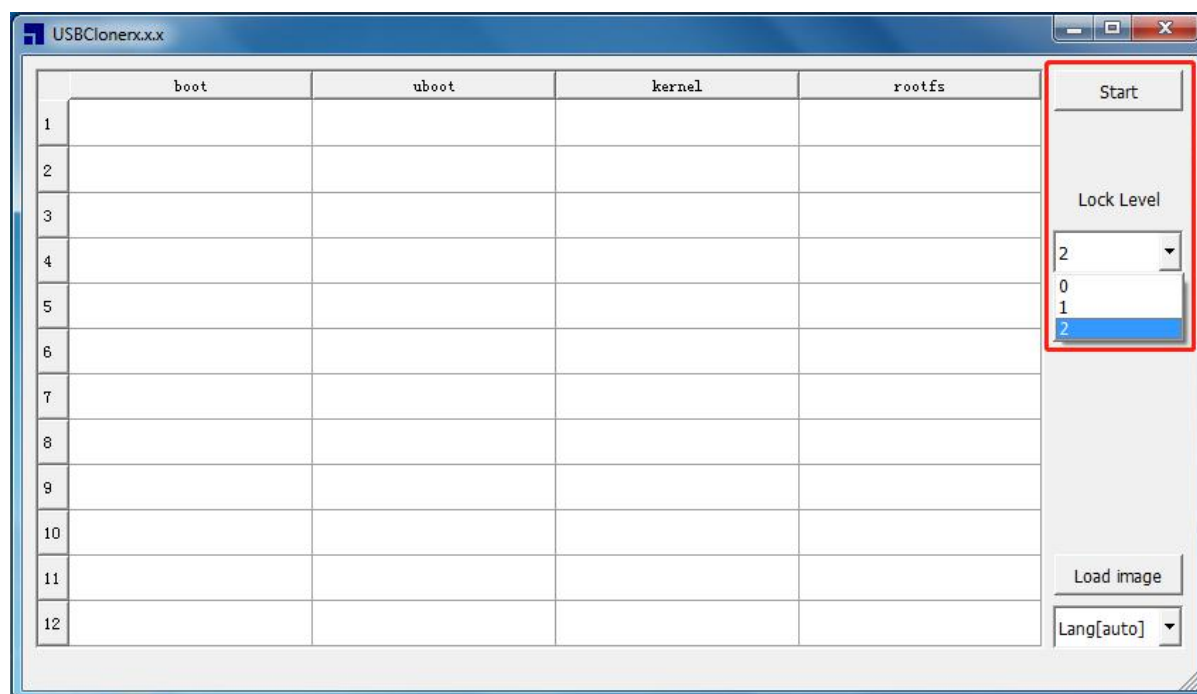 USBClonerx.x.x
boot uboot kernel rootfs
Start
1
2
3
Lock Level
4
2
0
5
1
2
6
7
8
9
10
11
Load image
12
Lang[auto]